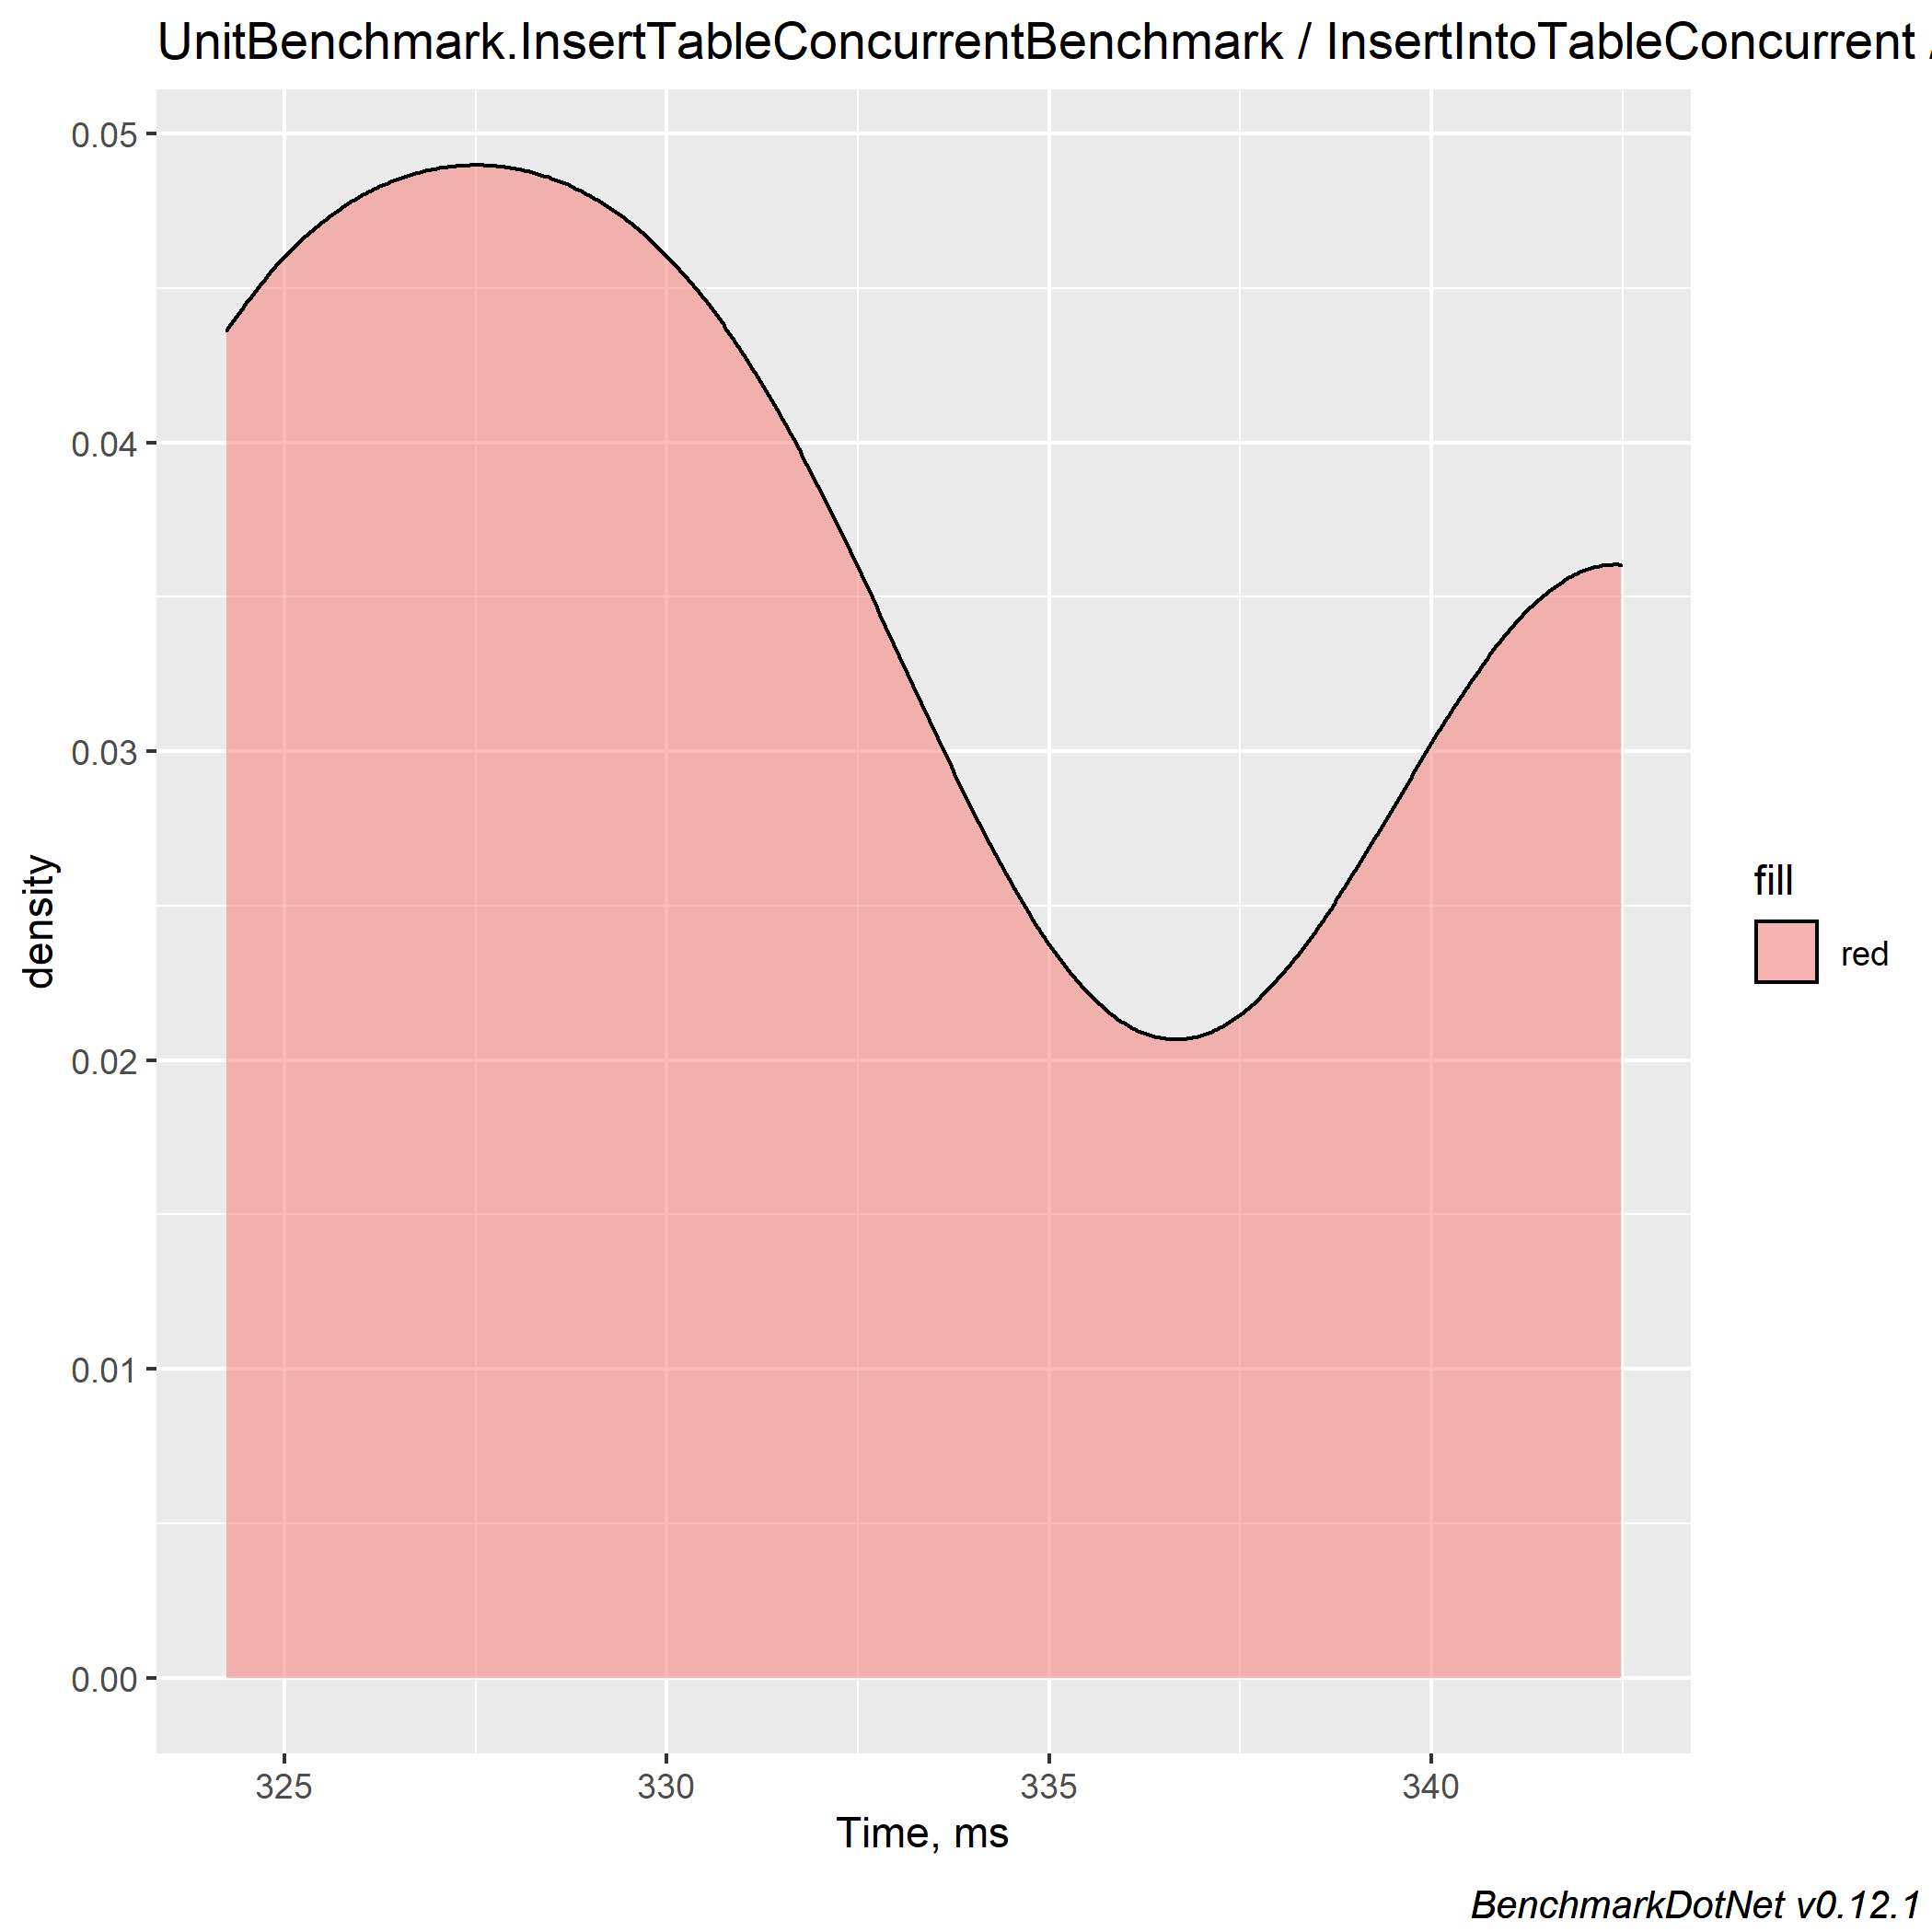 UnitBenchmark.InsertTableConcurrentBenchmark / InsertIntoTableConcurrent /
0.05
0.04
0.03
0.02
0.01
0.00
density
325 330 335 340
Time, ms
fill
red
BenchmarkDotNet v0.12.1